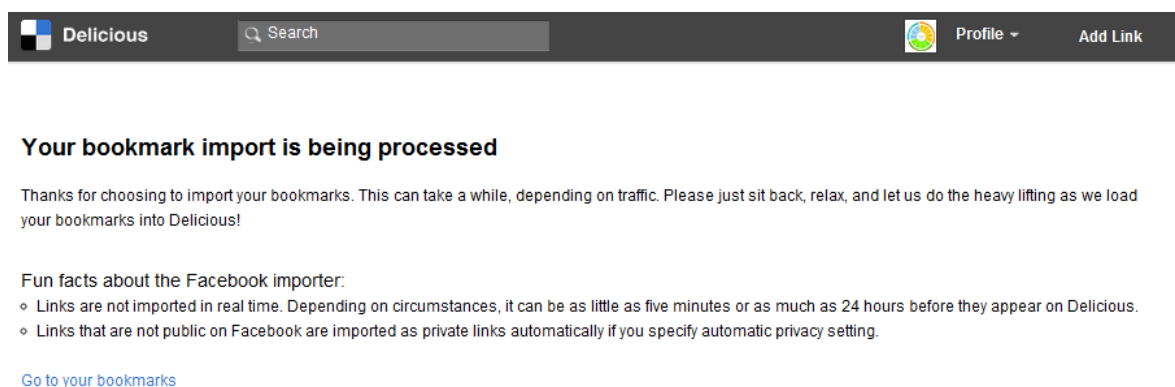 Delicious Search Profile Add Link
Your bookmark import is being processed
Thanks for choosing to import your bookmarks. This can take a while, depending on traffic. Please just sit back, relax, and let us do the heavy lifting as we load
your bookmarks into Delicious!
Fun facts about the Facebook importer:
Links are not imported in real time. Depending on circumstances, it can be as little as five minutes or as much as 24 hours before they appear on Delicious.
Links that are not public on Facebook are imported as private links automatically if you specify automatic privacy setting.
Go to your bookmarks